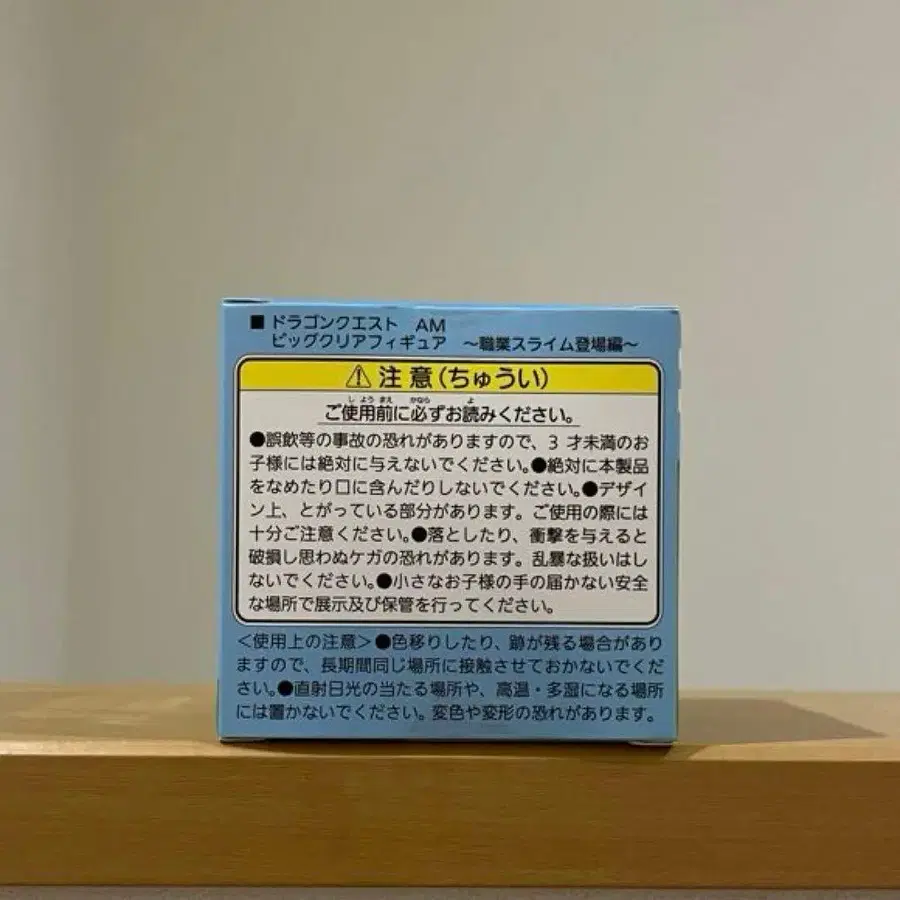 ■ドラゴンクエスト AM
ビッグクリアフィギュア ～職業スライム登場編～
⚠注意(ちゅうい)
しようまえ かなら よ
ご使用前に必ずお読みください。
●誤飲等の事故の恐れがありますので、3才未満のお
子様には絶対に与えないでください。●絶対に本製品
をなめたり口に含んだりしないでください。●デザイ
ン上、とがっている部分があります。ご使用の際には
十分ご注意ください。●落としたり、衝撃を与えると
破損し思わぬケガの恐れがあります。乱暴な扱いはし
ないでください。●小さなお子様の手の届かない安全
な場所で展示及び保管を行ってください。
＜使用上の注意＞●色移りしたり、跡が残る場合があり
ますので、長期間同じ場所に接触させておかないでくだ
さい。●直射日光の当たる場所や、高温・多湿になる場所
には置かないでください。変色や変形の恐れがあります。